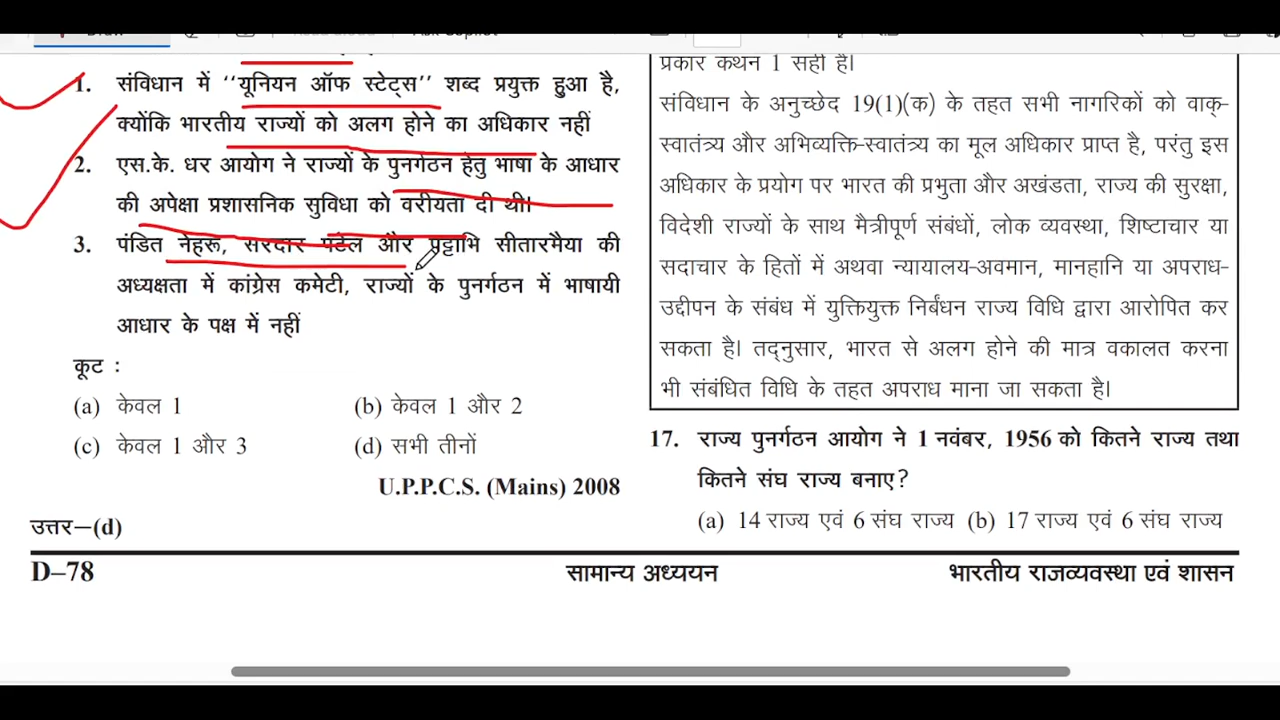 1. संविधान में ‘‘यूनियन ऑफ स्टेट्स’’ शब्द प्रयुक्त हुआ है,
क्योंकि भारतीय राज्यों को अलग होने का अधिकार नहीं
2. एस.के. धर आयोग ने राज्यों के पुनर्गठन हेतु भाषा के आधार
की अपेक्षा प्रशासनिक सुविधा को वरीयता दी थी।
3. पंडित नेहरू, सरदार पटेल और पट्टाभि सीतारमैया की
अध्यक्षता में कांग्रेस कमेटी, राज्यों के पुनर्गठन में भाषायी
आधार के पक्ष में नहीं
कूट :
(a) केवल 1 (b) केवल 1 और 2
(c) केवल 1 और 3 (d) सभी तीनों
U.P.P.C.S. (Mains) 2008
उत्तर–(d)
प्रकार कथन 1 सही है।
संविधान के अनुच्छेद 19(1)(क) के तहत सभी नागरिकों को वाक्-
स्वातंत्र्य और अभिव्यक्ति-स्वातंत्र्य का मूल अधिकार प्राप्त है, परंतु इस
अधिकार के प्रयोग पर भारत की प्रभुता और अखंडता, राज्य की सुरक्षा,
विदेशी राज्यों के साथ मैत्रीपूर्ण संबंधों, लोक व्यवस्था, शिष्टाचार या
सदाचार के हितों में अथवा न्यायालय-अवमान, मानहानि या अपराध-
उद्दीपन के संबंध में युक्तियुक्त निर्बंधन राज्य विधि द्वारा आरोपित कर
सकता है। तद्नुसार, भारत से अलग होने की मात्र वकालत करना
भी संबंधित विधि के तहत अपराध माना जा सकता है।
17. राज्य पुनर्गठन आयोग ने 1 नवंबर, 1956 को कितने राज्य तथा
कितने संघ राज्य बनाए?
(a) 14 राज्य एवं 6 संघ राज्य (b) 17 राज्य एवं 6 संघ राज्य
D–78 सामान्य अध्ययन भारतीय राजव्यवस्था एवं शासन